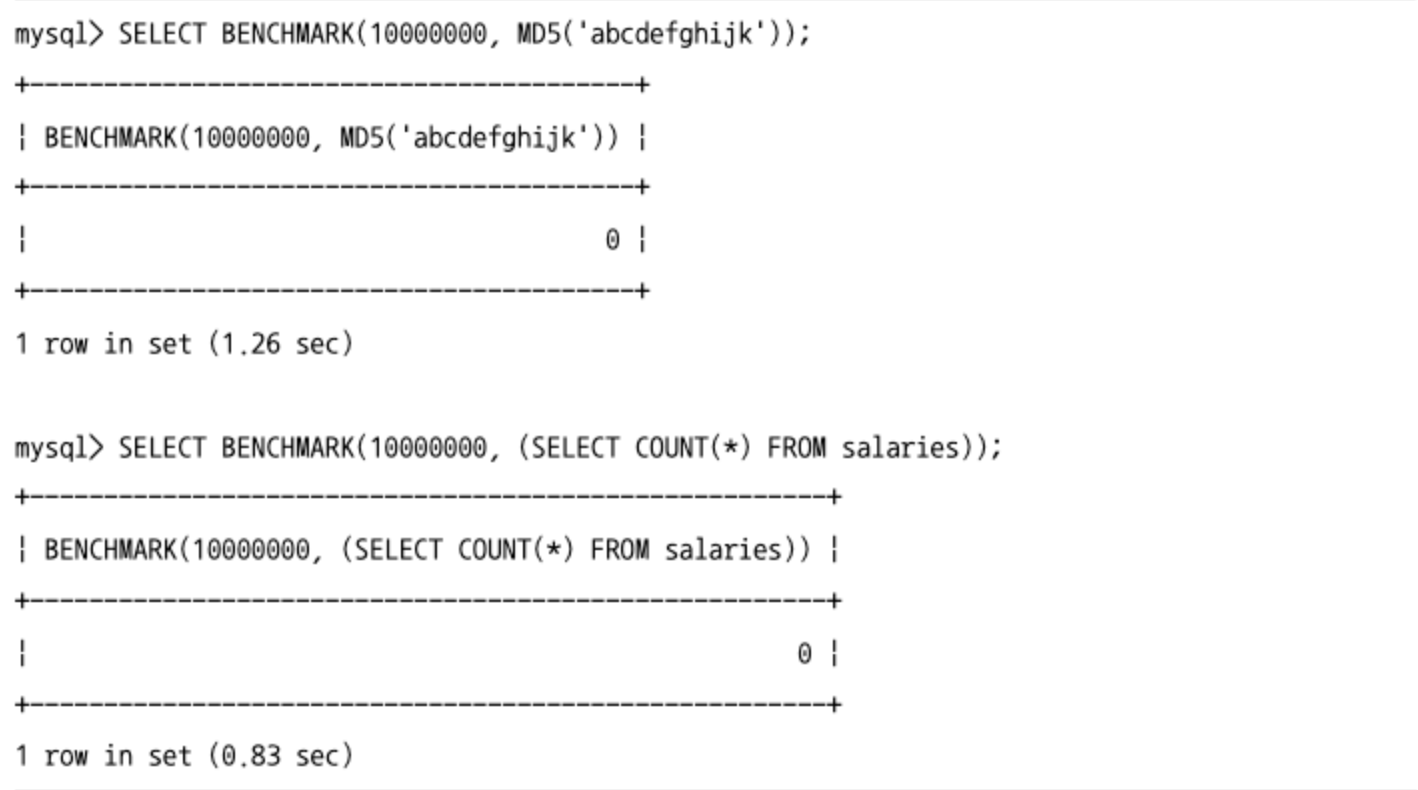 mysql> SELECT BENCHMARK(10000000, MD5('abcdefghijk'));
+-----------------------------------------+
¦ BENCHMARK(10000000, MD5('abcdefghijk')) ¦
+-----------------------------------------+
¦                                       0 ¦
+-----------------------------------------+
1 row in set (1.26 sec)
mysql> SELECT BENCHMARK(10000000, (SELECT COUNT(*) FROM salaries));
+------------------------------------------------------+
¦ BENCHMARK(10000000, (SELECT COUNT(*) FROM salaries)) ¦
+------------------------------------------------------+
¦                                                    0 ¦
+------------------------------------------------------+
1 row in set (0.83 sec)